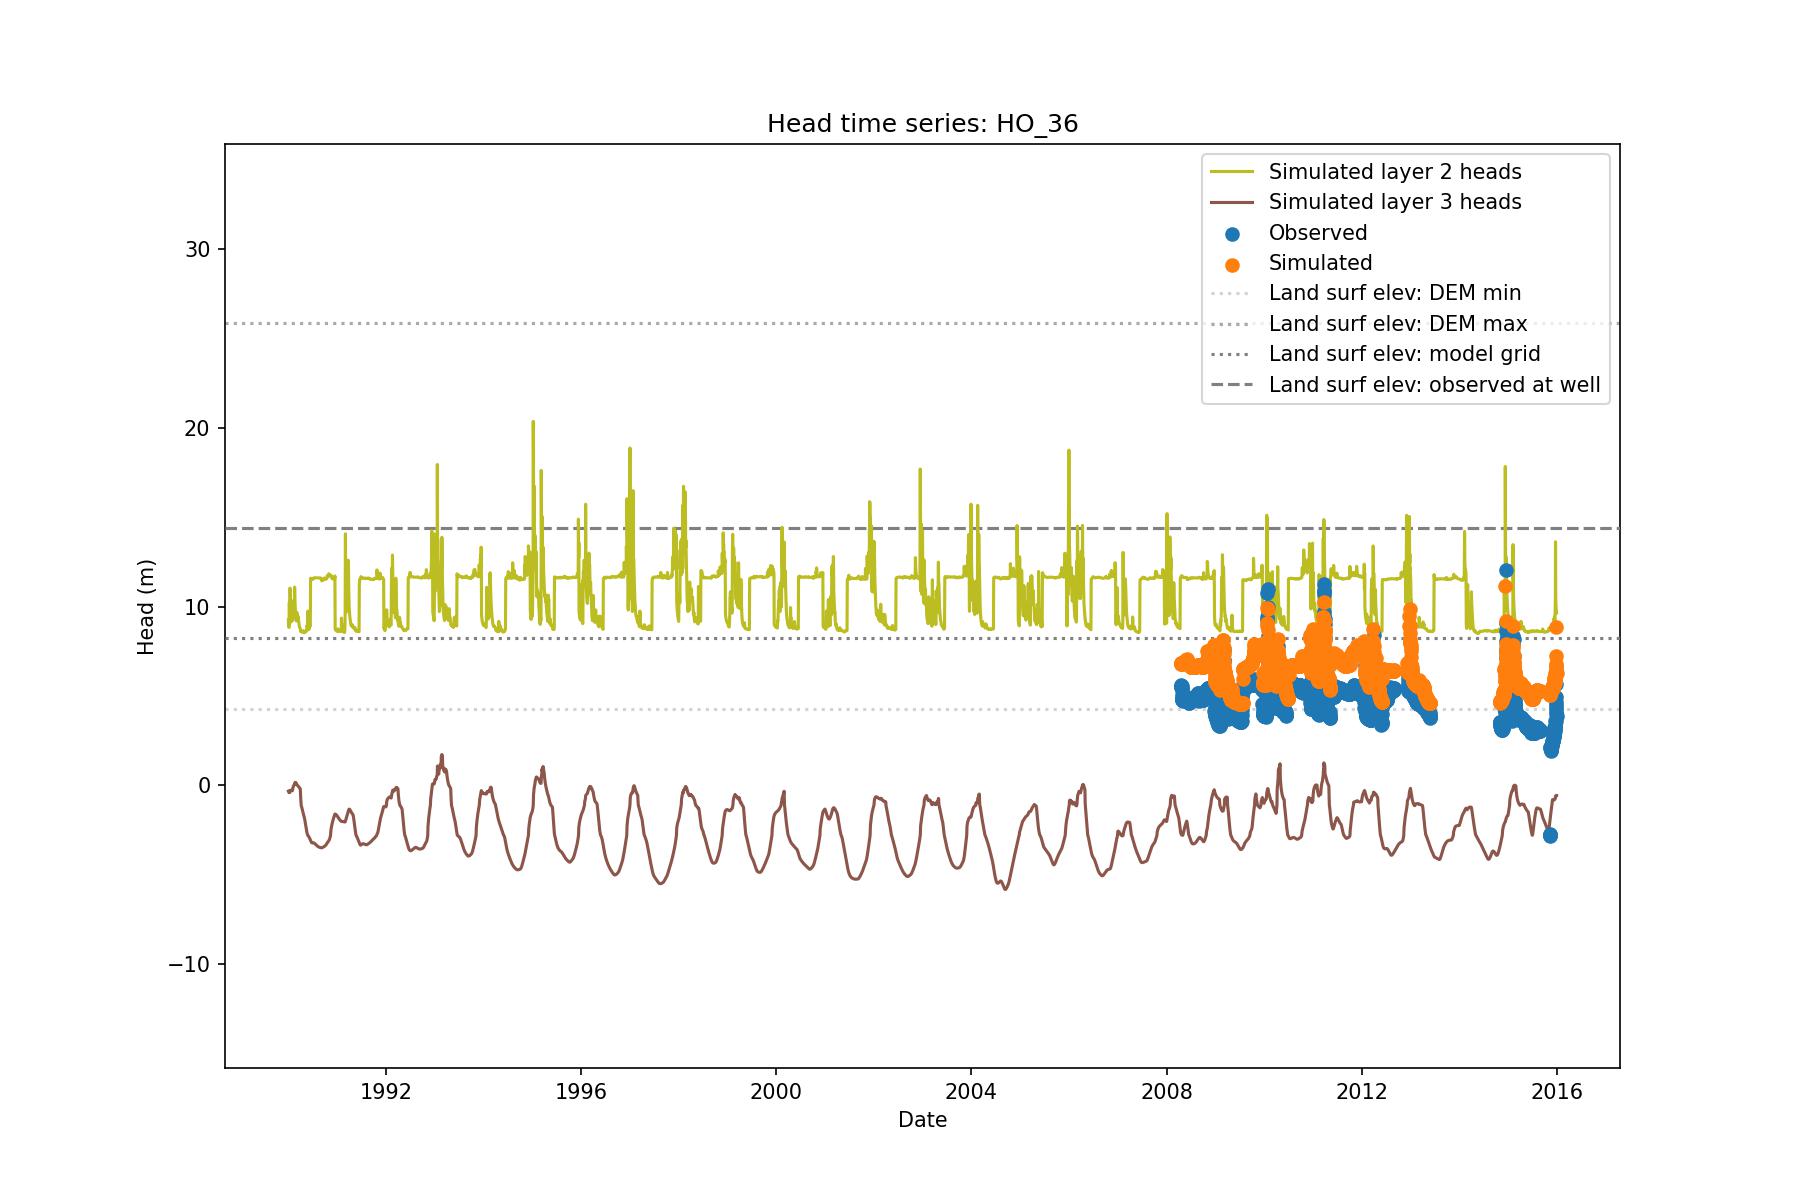 Head time series: HO_36
Simulated layer 2 heads
Simulated layer 3 heads
Observed
Simulated
Land surf elev: DEM min
Land surf elev: DEM max
Land surf elev: model grid
Land surf elev: observed at well
30
20
10
0
−10
Head (m)
1992 1996 2000 2004 2008 2012 2016
Date